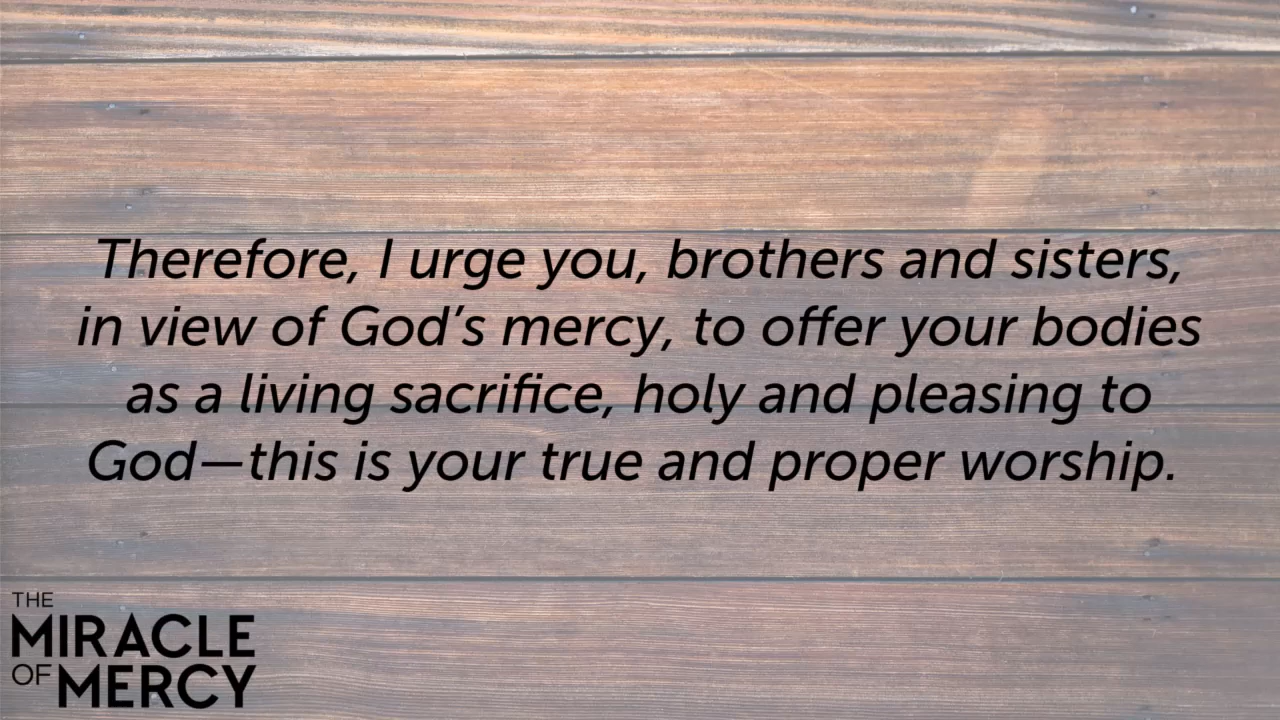 Therefore, I urge you, brothers and sisters,
in view of God’s mercy, to offer your bodies
as a living sacrifice, holy and pleasing to
God—this is your true and proper worship.
THE
MIRACLE
OF MERCY